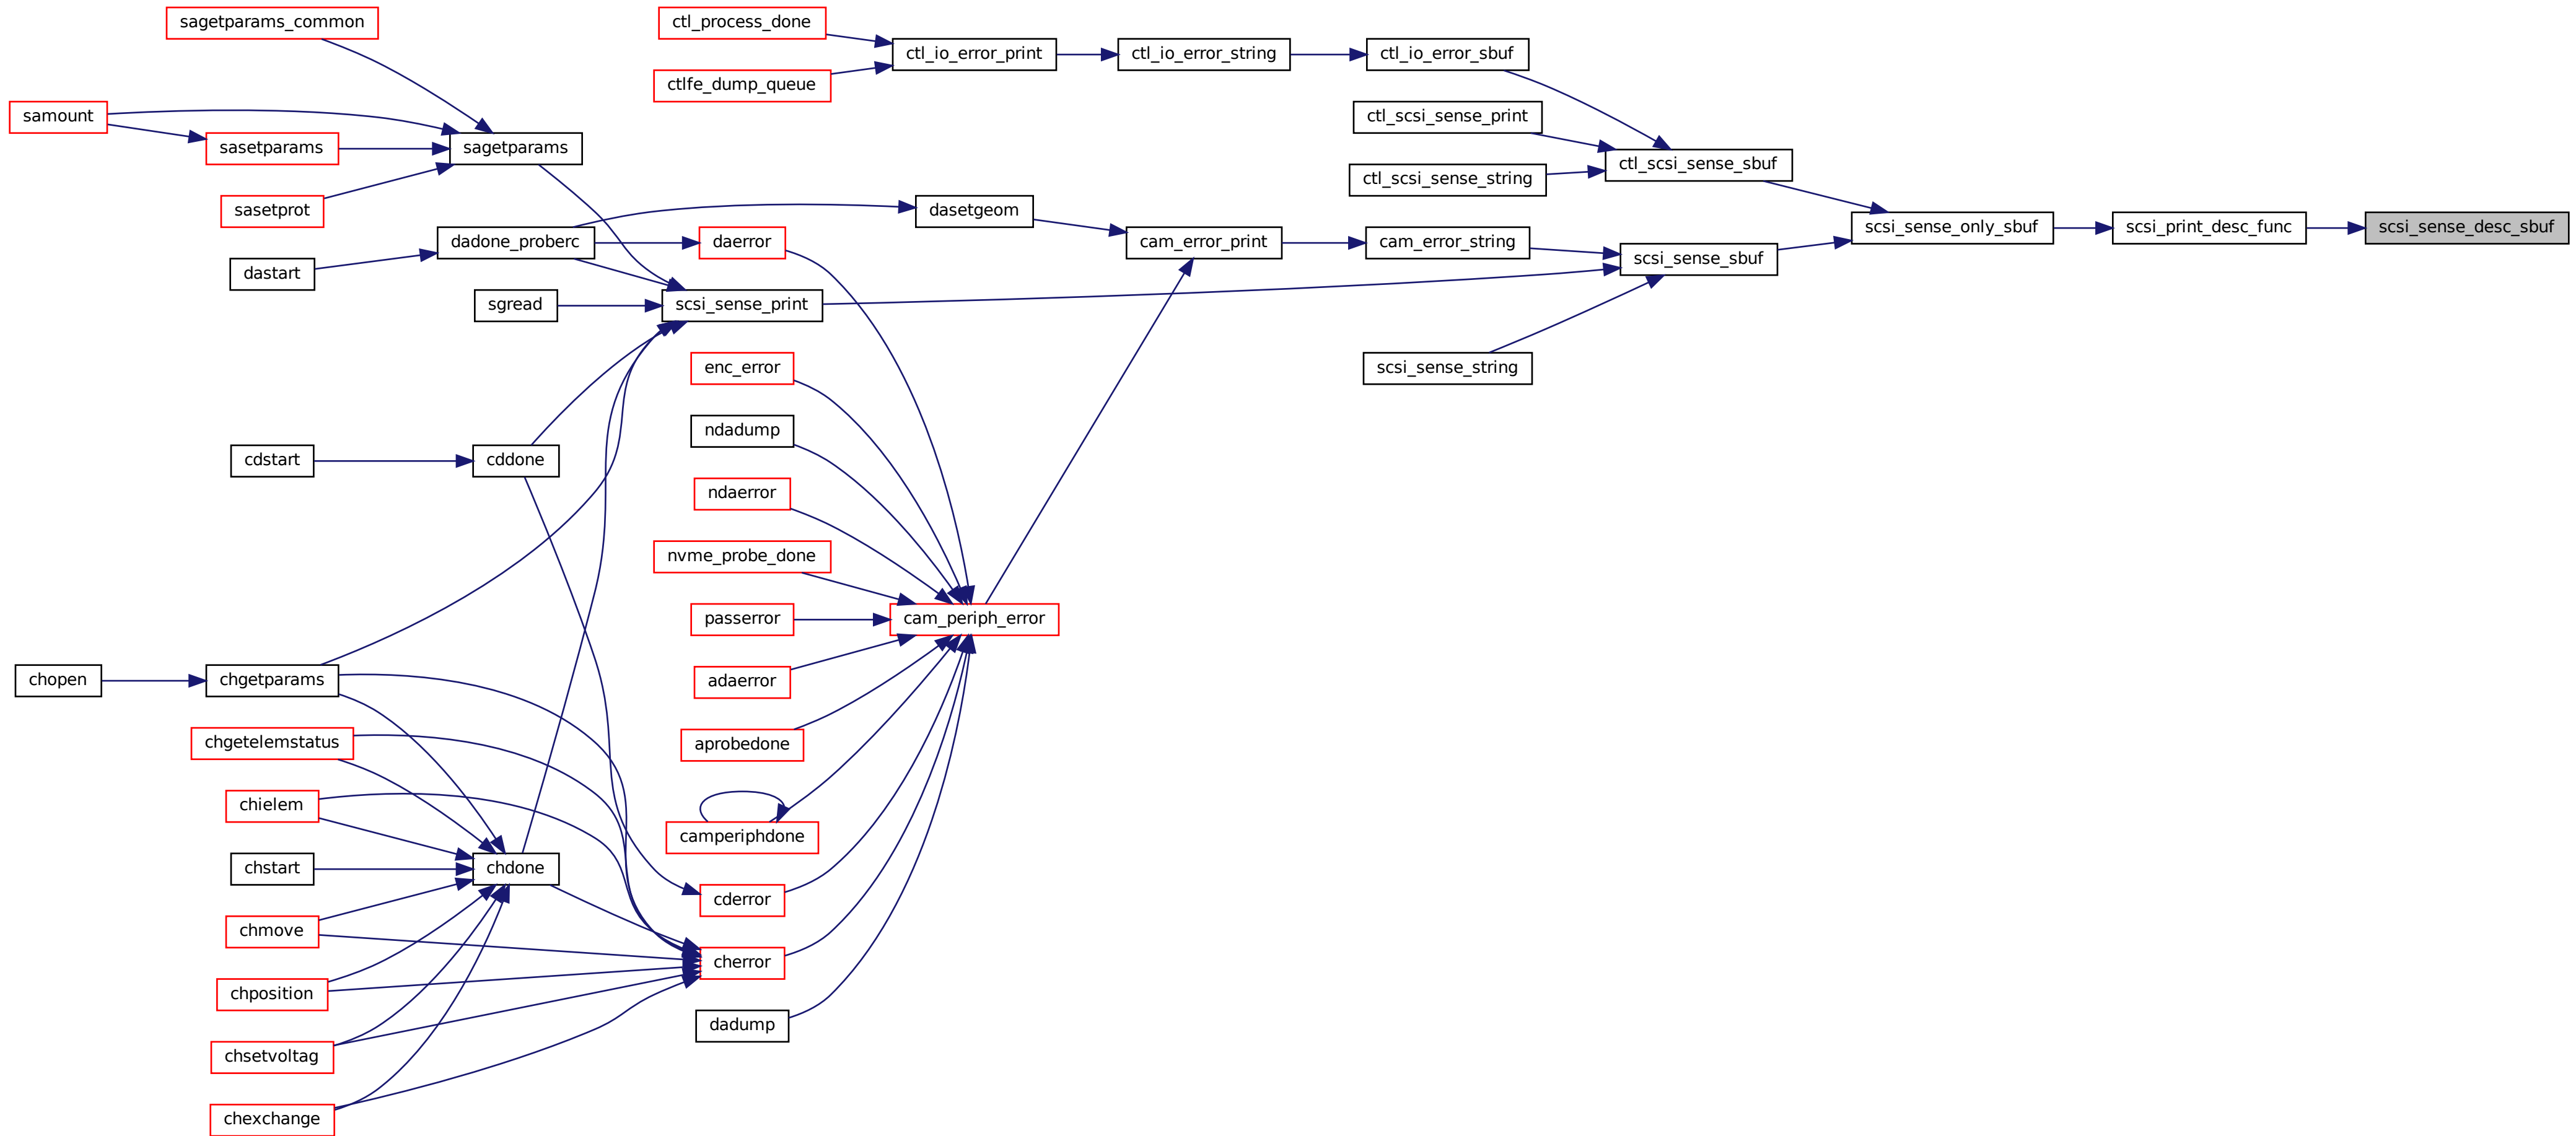 sagetparams_common
samount
sasetparams
sagetparams
sasetprot
ctl_process_done
ctlfe_dump_queue
ctl_io_error_print
ctl_io_error_string
ctl_io_error_sbuf
ctl_scsi_sense_print
ctl_scsi_sense_string
ctl_scsi_sense_sbuf
dasetgeom
dadone_proberc
daerror
dastart
cam_error_print
cam_error_string
scsi_sense_sbuf
scsi_sense_only_sbuf
scsi_print_desc_func
scsi_sense_desc_sbuf
sgread
scsi_sense_print
scsi_sense_string
enc_error
ndadump
cdstart
cddone
ndaerror
nvme_probe_done
passerror
cam_periph_error
adaerror
chopen
chgetparams
chgetelemstatus
aprobedone
chielem
camperiphdone
chstart
chdone
cderror
chmove
cherror
chposition
dadump
chsetvoltag
chexchange